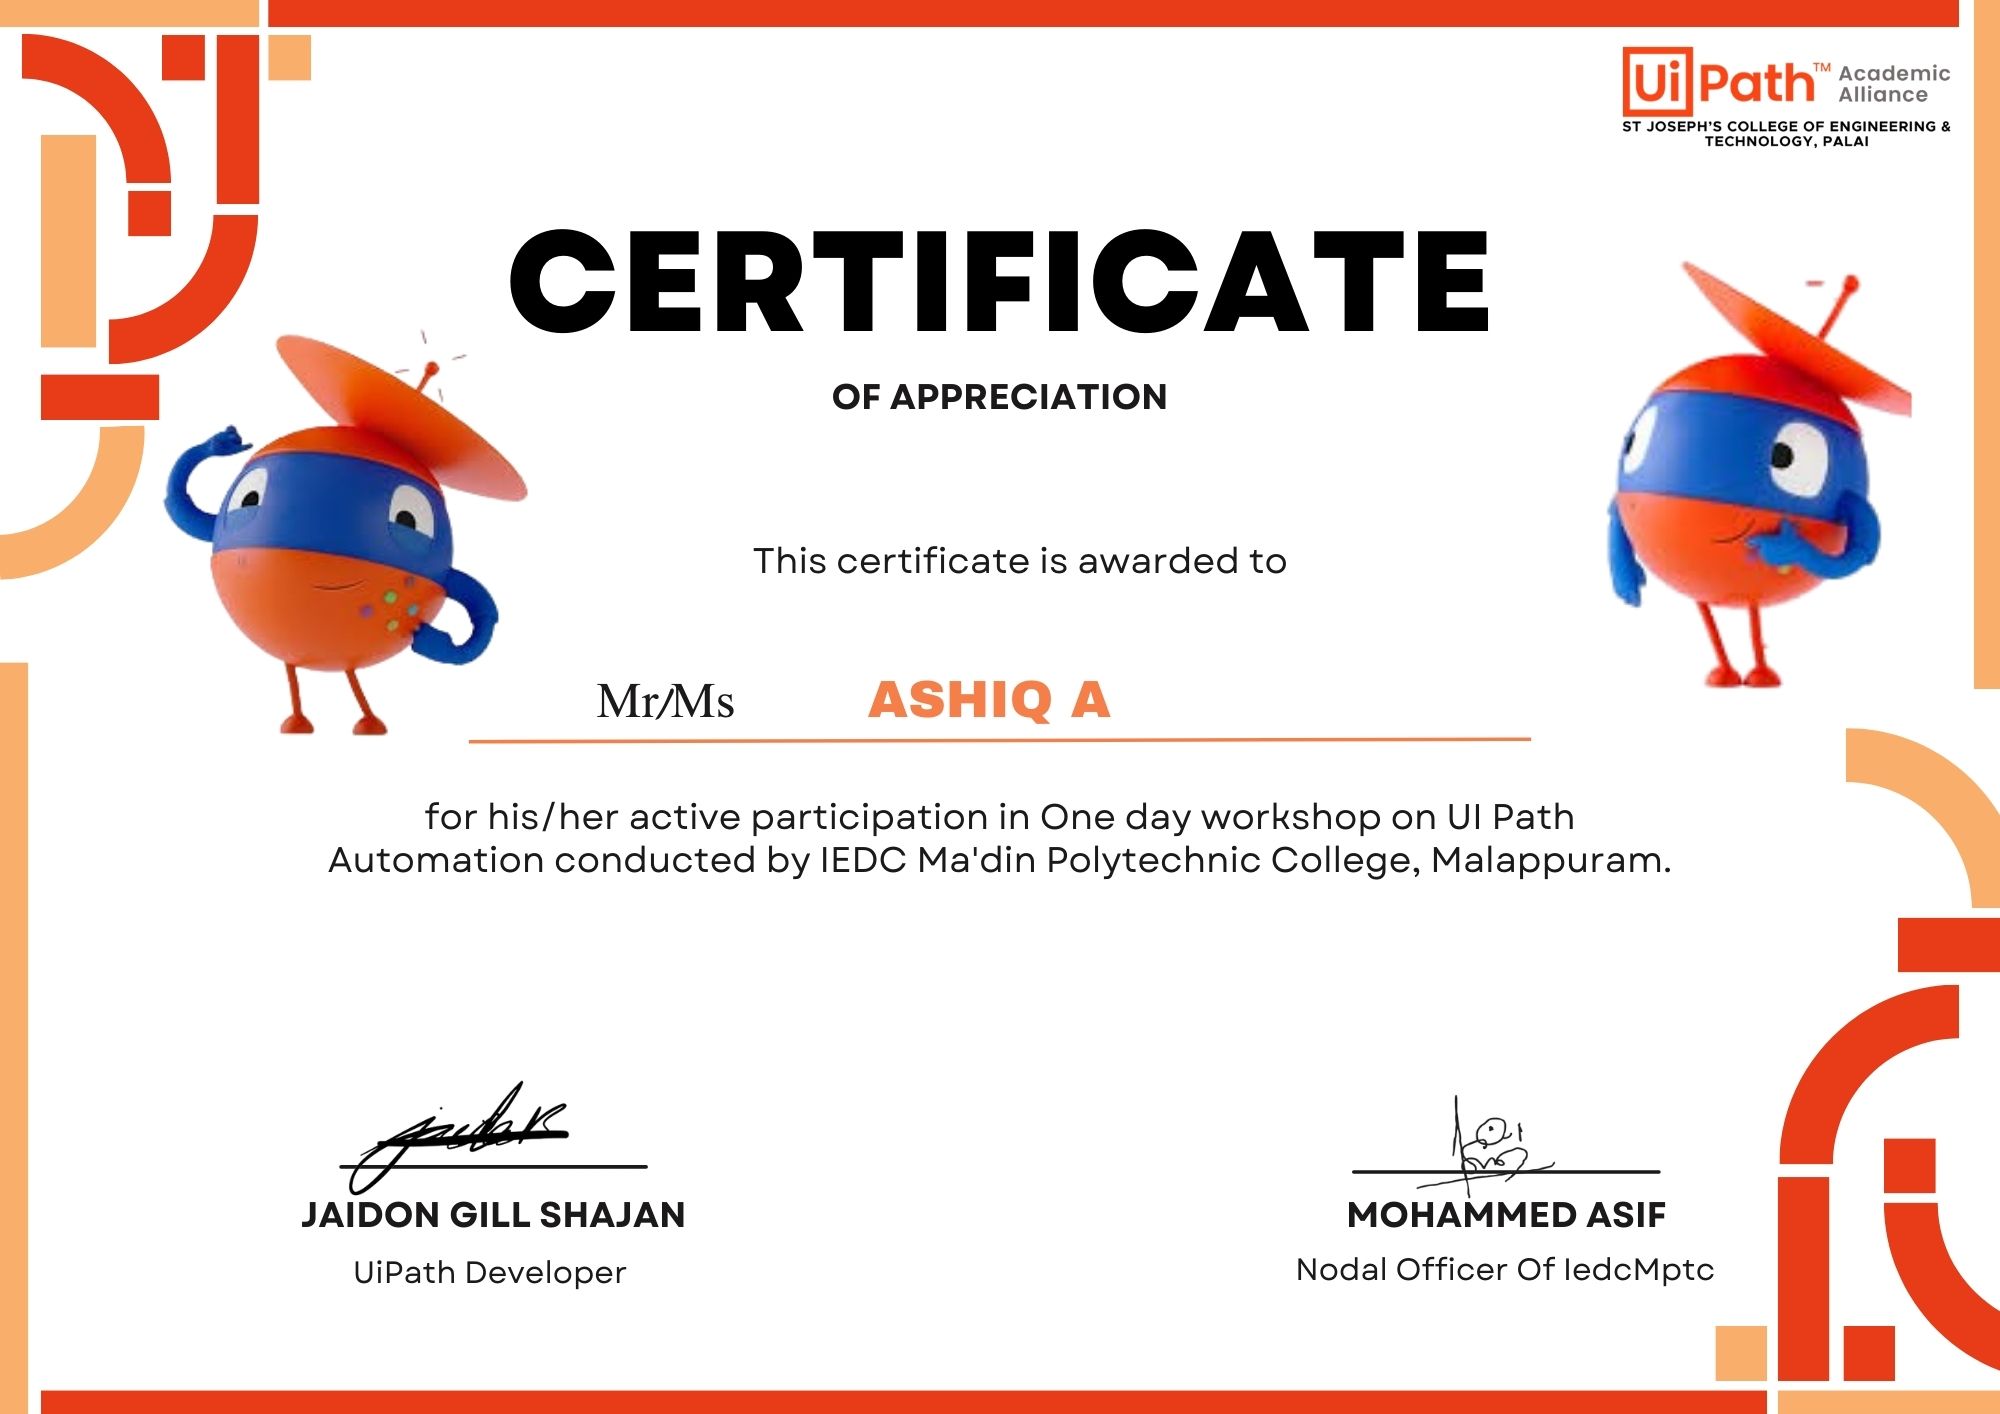 UiPath™ Academic
Alliance
ST JOSEPH'S COLLEGE OF ENGINEERING &
TECHNOLOGY, PALAI
CERTIFICATE
OF APPRECIATION
This certificate is awarded to
Mr/Ms ASHIQ A
for his/her active participation in One day workshop on UI Path
Automation conducted by IEDC Ma'din Polytechnic College, Malappuram.
JAIDON GILL SHAJAN
UiPath Developer
MOHAMMED ASIF
Nodal Officer Of IedcMptc